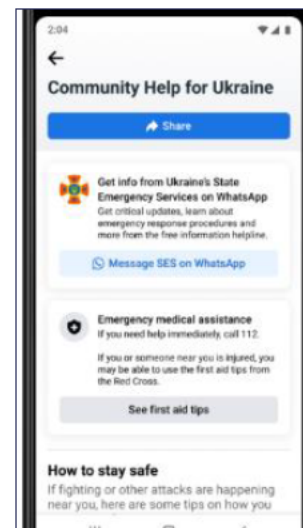 2:04
Community Help for Ukraine
Share
Get info from Ukraine's State
Emergency Services on WhatsApp
Get critical updates, learn about
emergency response procedures and
more from the free information helpline.
Message SES on WhatsApp
Emergency medical assistance
If you need help immediately, call 112.
If you or someone near you is injured, you
may be able to use the first aid tips from
the Red Cross.
See first aid tips
How to stay safe
If fighting or other attacks are happening
near you, here are some tips on how you